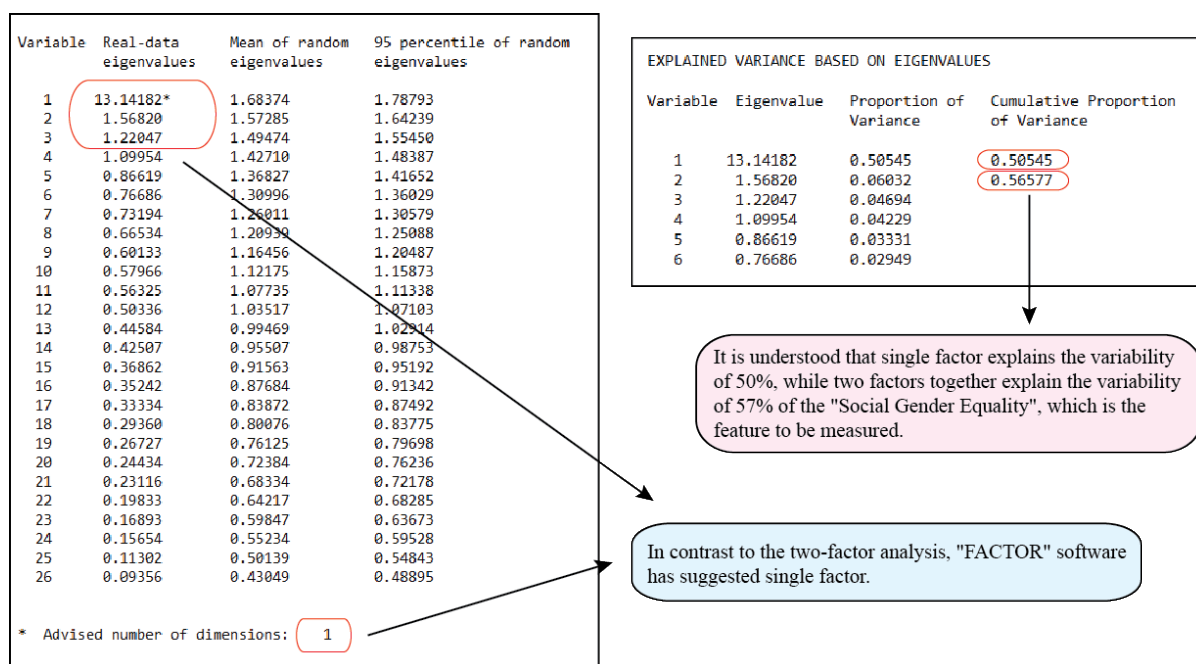 Variable Real-data Mean of random 95 percentile of random
eigenvalues eigenvalues eigenvalues
1 13.14182* 1.68374 1.78793
2 1.56820 1.57285 1.64239
3 1.22047 1.49474 1.55450
4 1.09954 1.42710 1.48387
5 0.86619 1.36827 1.41652
6 0.76686 1.30996 1.36029
7 0.73194 1.26011 1.30579
8 0.66534 1.20939 1.25088
9 0.60133 1.16456 1.20487
10 0.57966 1.12175 1.15873
11 0.56325 1.07735 1.11338
12 0.50336 1.03517 1.07103
13 0.44584 0.99469 1.02914
14 0.42507 0.95507 0.98753
15 0.36862 0.91563 0.95192
16 0.35242 0.87684 0.91342
17 0.33334 0.83872 0.87492
18 0.29360 0.80076 0.83775
19 0.26727 0.76125 0.79698
20 0.24434 0.72384 0.76236
21 0.23116 0.68334 0.72178
22 0.19833 0.64217 0.68285
23 0.16893 0.59847 0.63673
24 0.15654 0.55234 0.59528
25 0.11302 0.50139 0.54843
26 0.09356 0.43049 0.48895
* Advised number of dimensions: 1
EXPLAINED VARIANCE BASED ON EIGENVALUES
Variable Eigenvalue Proportion of Cumulative Proportion
Variance of Variance
1 13.14182 0.50545 0.50545
2 1.56820 0.06032 0.56577
3 1.22047 0.04694
4 1.09954 0.04229
5 0.86619 0.03331
6 0.76686 0.02949
It is understood that single factor explains the variability
of 50%, while two factors together explain the variability
of 57% of the "Social Gender Equality", which is the
feature to be measured.
In contrast to the two-factor analysis, "FACTOR" software
has suggested single factor.